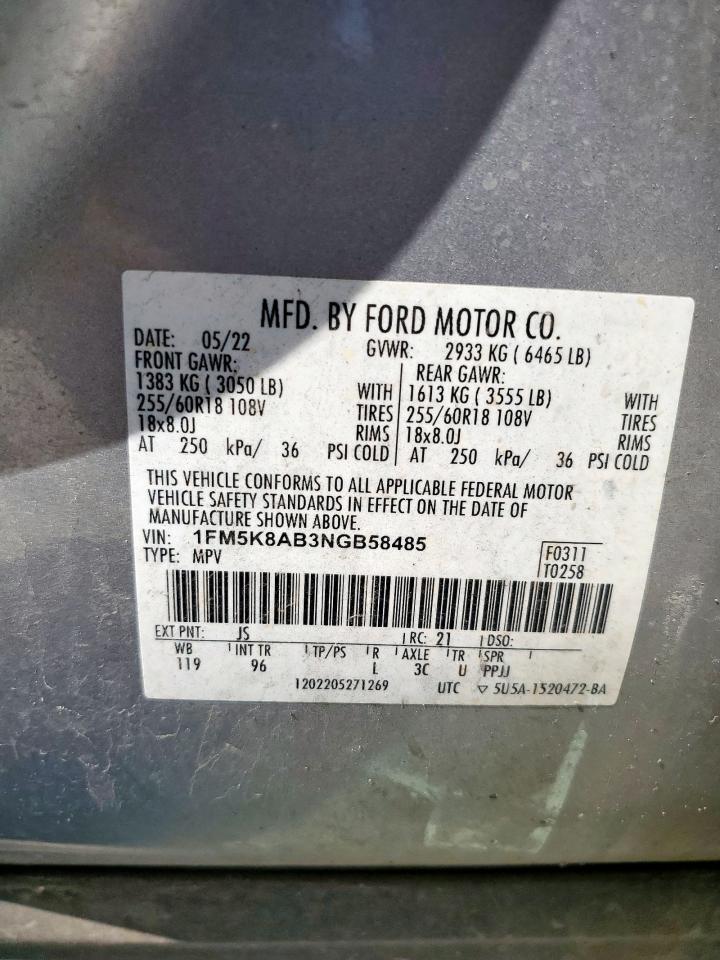 MFD. BY FORD MOTOR CO.
DATE: 05/22 GVWR: 2933 KG ( 6465 LB)
FRONT GAWR: REAR GAWR:
1383 KG ( 3050 LB) WITH 1613 KG ( 3555 LB) WITH
255/60R18 108V TIRES 255/60R18 108V TIRES
18x8.0J RIMS 18x8.0J RIMS
AT 250 kPa/ 36 PSI COLD AT 250 kPa/ 36 PSI COLD
THIS VEHICLE CONFORMS TO ALL APPLICABLE FEDERAL MOTOR
VEHICLE SAFETY STANDARDS IN EFFECT ON THE DATE OF
MANUFACTURE SHOWN ABOVE.
VIN: 1FM5K8AB3NGB58485
TYPE: MPV F0311
T0258
EXT PNT: JS RC: 21 DSO:
WB INT TR TP/PS R AXLE TR SPR
119 96 L 3C U PPJJ
1202205271269 UTC ▽ 5U5A-1520472-BA